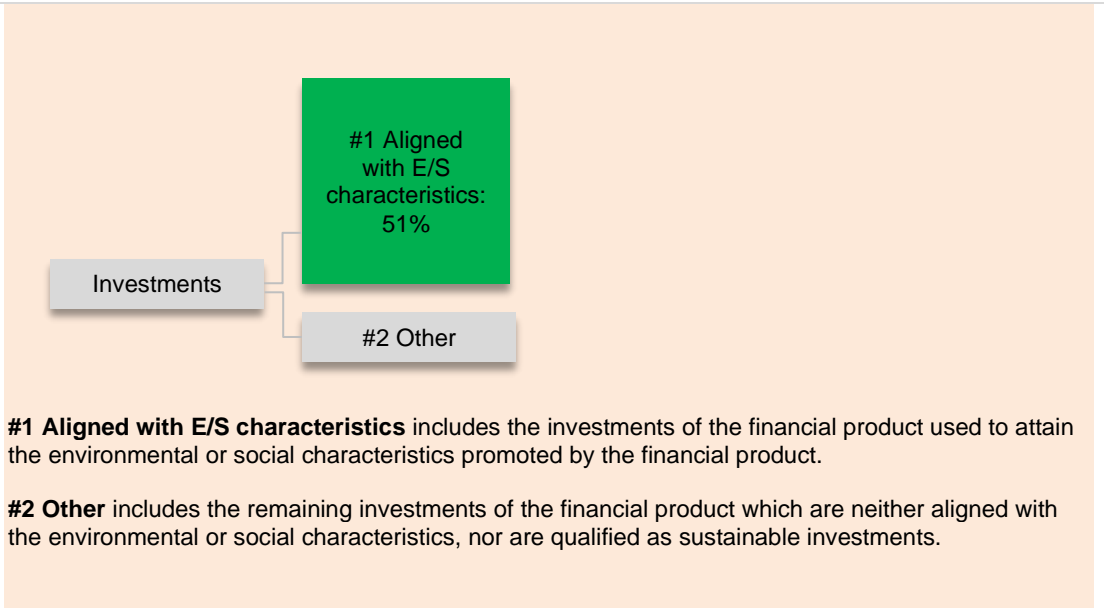 #1 Aligned
with E/S
characteristics:
51%
Investments
#2 Other
#1 Aligned with E/S characteristics includes the investments of the financial product used to attain
the environmental or social characteristics promoted by the financial product.
#2 Other includes the remaining investments of the financial product which are neither aligned with
the environmental or social characteristics, nor are qualified as sustainable investments.